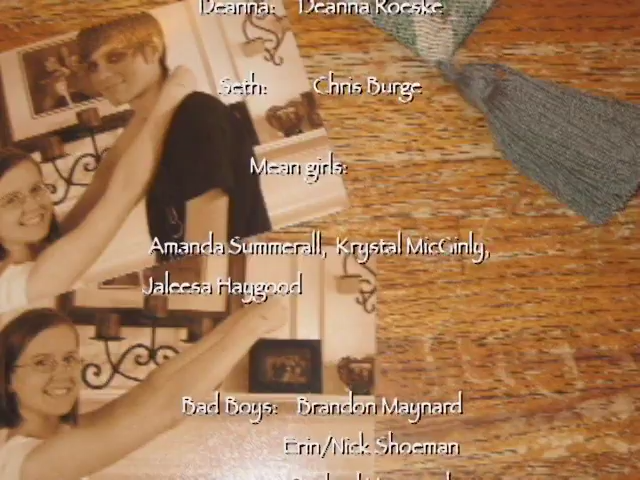 Deanna: Deanna Roeske
Seth: Chris Burge
Mean girls:
Amanda Summerall, Krystal MicGinly,
Jaleesa Haygood
Bad Boys: Brandon Maynard
Erin/Nick Shoeman